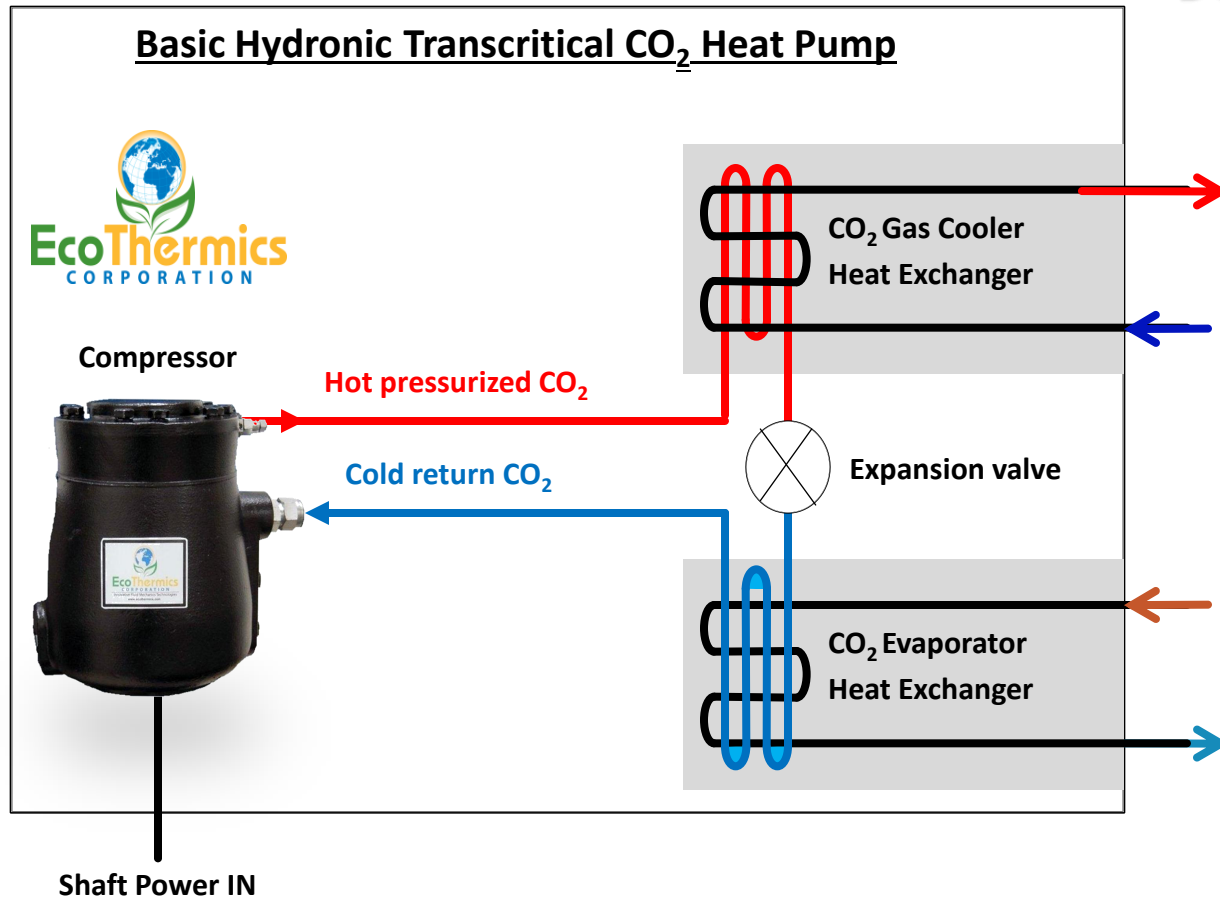 Basic Hydronic Transcritical CO₂ Heat Pump
EcoThermics
CORPORATION
CO₂ Gas Cooler
Heat Exchanger
Compressor
Hot pressurized CO₂
Cold return CO₂
Expansion valve
EcoThermics
CORPORATION
CO₂ Evaporator
Heat Exchanger
Shaft Power IN